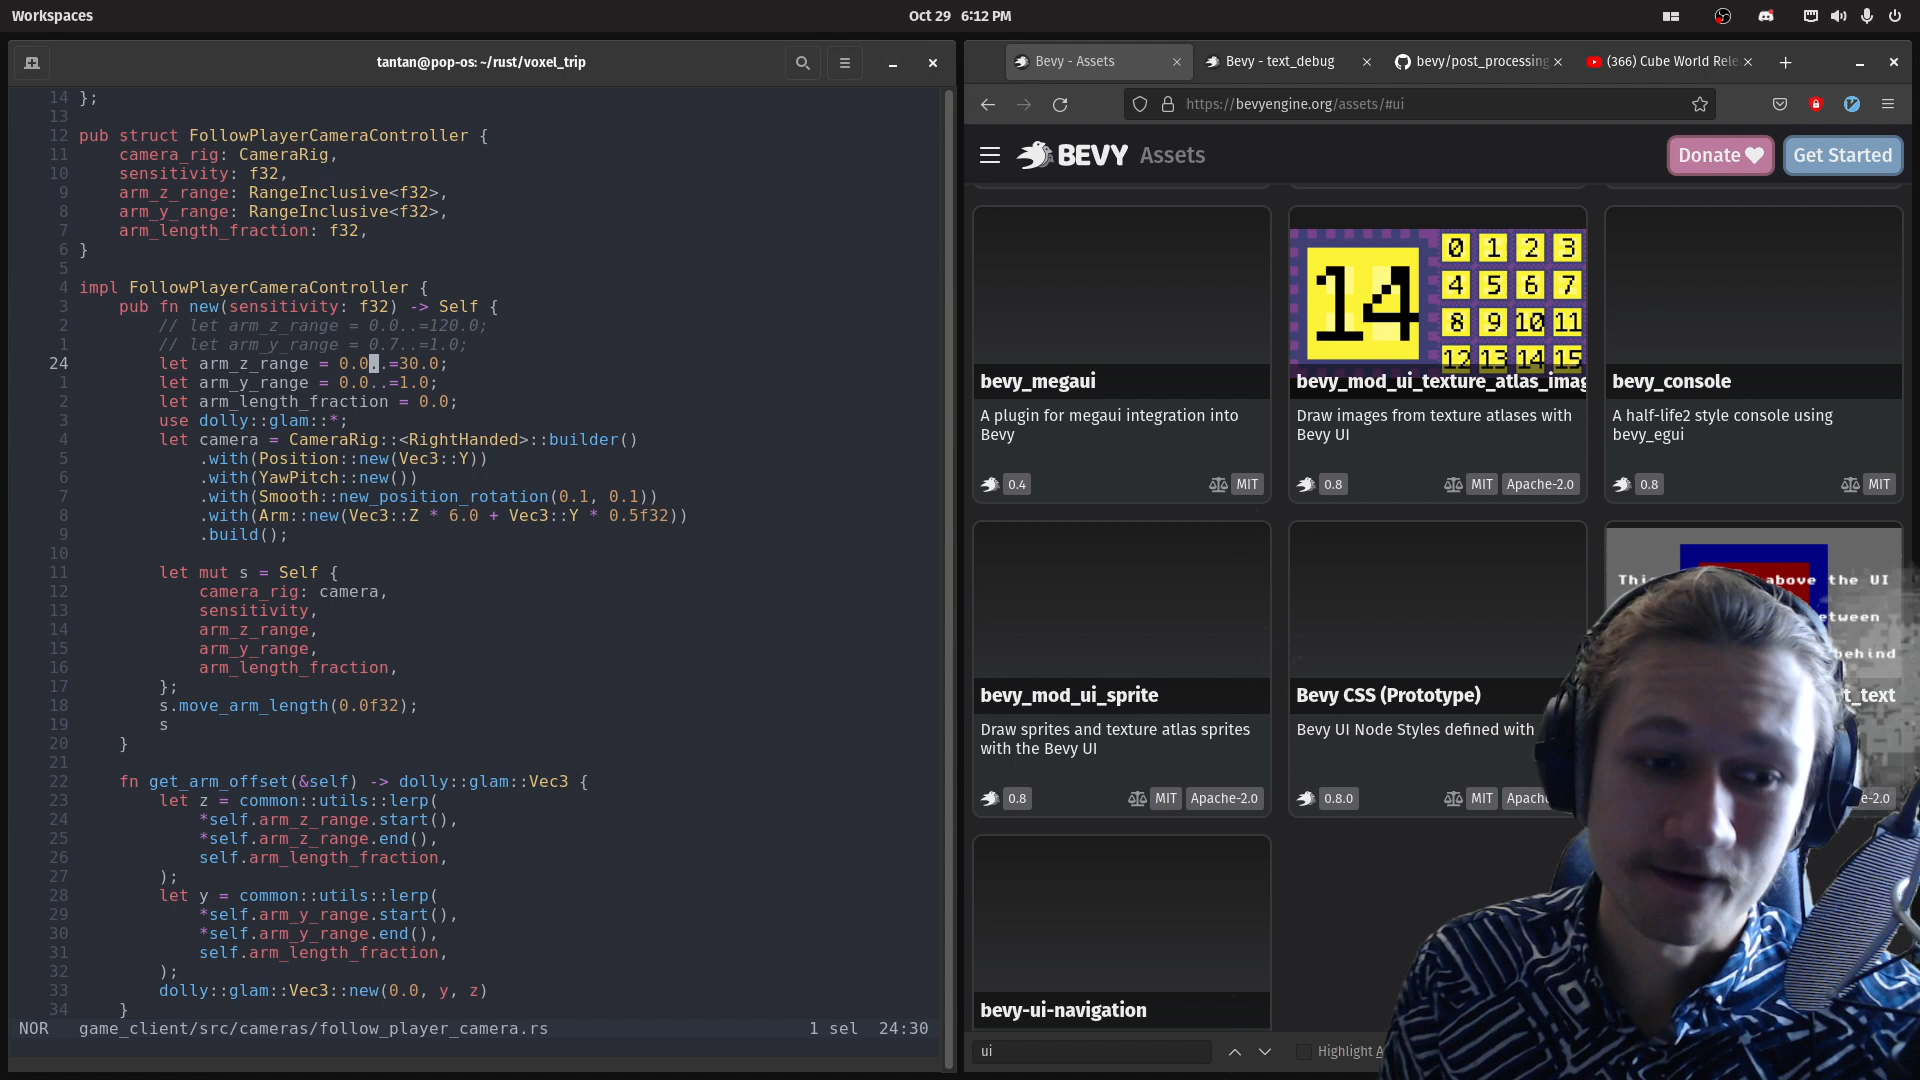 Workspaces
Oct 29 6:12 PM
tantan@pop-os: ~/rust/voxel_trip
14 };
13
12 pub struct FollowPlayerCameraController {
11     camera_rig: CameraRig,
10     sensitivity: f32,
9     arm_z_range: RangeInclusive<f32>,
8     arm_y_range: RangeInclusive<f32>,
7     arm_length_fraction: f32,
6 }
5
4 impl FollowPlayerCameraController {
3     pub fn new(sensitivity: f32) -> Self {
2         // let arm_z_range = 0.0..=120.0;
1         // let arm_y_range = 0.7..=1.0;
24         let arm_z_range = 0.0..=30.0;
1         let arm_y_range = 0.0..=1.0;
2         let arm_length_fraction = 0.0;
3         use dolly::glam::*;
4         let camera = CameraRig::<RightHanded>::builder()
5             .with(Position::new(Vec3::Y))
6             .with(YawPitch::new())
7             .with(Smooth::new_position_rotation(0.1, 0.1))
8             .with(Arm::new(Vec3::Z * 6.0 + Vec3::Y * 0.5f32))
9             .build();
10
11         let mut s = Self {
12             camera_rig: camera,
13             sensitivity,
14             arm_z_range,
15             arm_y_range,
16             arm_length_fraction,
17         };
18         s.move_arm_length(0.0f32);
19         s
20     }
21
22     fn get_arm_offset(&self) -> dolly::glam::Vec3 {
23         let z = common::utils::lerp(
24             *self.arm_z_range.start(),
25             *self.arm_z_range.end(),
26             self.arm_length_fraction,
27         );
28         let y = common::utils::lerp(
29             *self.arm_y_range.start(),
30             *self.arm_y_range.end(),
31             self.arm_length_fraction,
32         );
33         dolly::glam::Vec3::new(0.0, y, z)
34     }
NOR game_client/src/cameras/follow_player_camera.rs 1 sel 24:30
Bevy - Assets
Bevy - text_debug
bevy/post_processing
(366) Cube World Rele
https://bevyengine.org/assets/#ui
BEVY Assets
Donate
Get Started
14
0 1 2 3
4 5 6 7
8 9 10 11
12 13 14 15
bevy_megaui
A plugin for megaui integration into
Bevy
0.4 MIT
bevy_mod_ui_texture_atlas_imag
Draw images from texture atlases with
Bevy UI
0.8 MIT Apache-2.0
bevy_console
A half-life2 style console using
bevy_egui
0.8 MIT
bevy_mod_ui_sprite
Draw sprites and texture atlas sprites
with the Bevy UI
0.8 MIT Apache-2.0
Bevy CSS (Prototype)
Bevy UI Node Styles defined with
0.8.0 MIT Apach
This above the UI
etween
behind
t_text
e-2.0
bevy-ui-navigation
ui
Highlight A